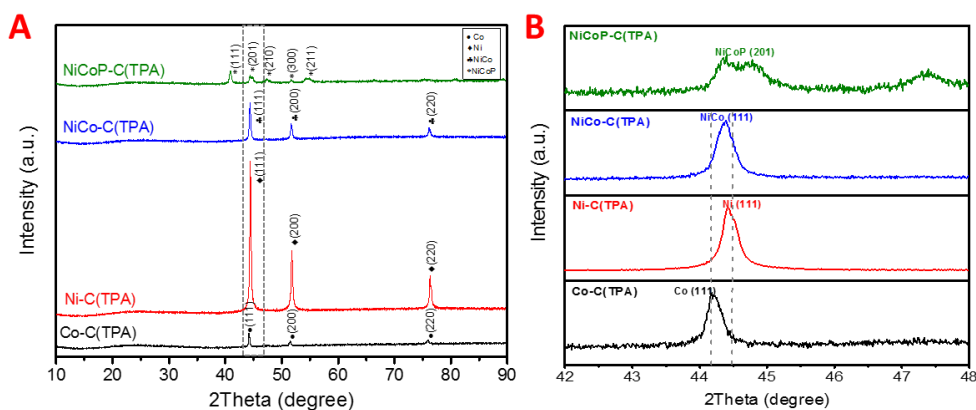 A
NiCoP-C(TPA)
*(111)
*(201)
*(210)
*(300)
*(211)
• Co
♦ Ni
♣ NiCo
*NiCoP
NiCo-C(TPA)
♣(111)
♣(200)
♣(220)
Ni-C(TPA)
♦(111)
♦(200)
♦(220)
Co-C(TPA)
•(111)
•(200)
•(220)
Intensity (a.u.)
10 20 30 40 50 60 70 80 90
2Theta (degree)
B
NiCoP-C(TPA)
NiCoP (201)
NiCo-C(TPA)
NiCo (111)
Ni-C(TPA)
Ni (111)
Co-C(TPA)
Co (111)
Intensity (a.u.)
42 43 44 45 46 47 48
2Theta (degree)